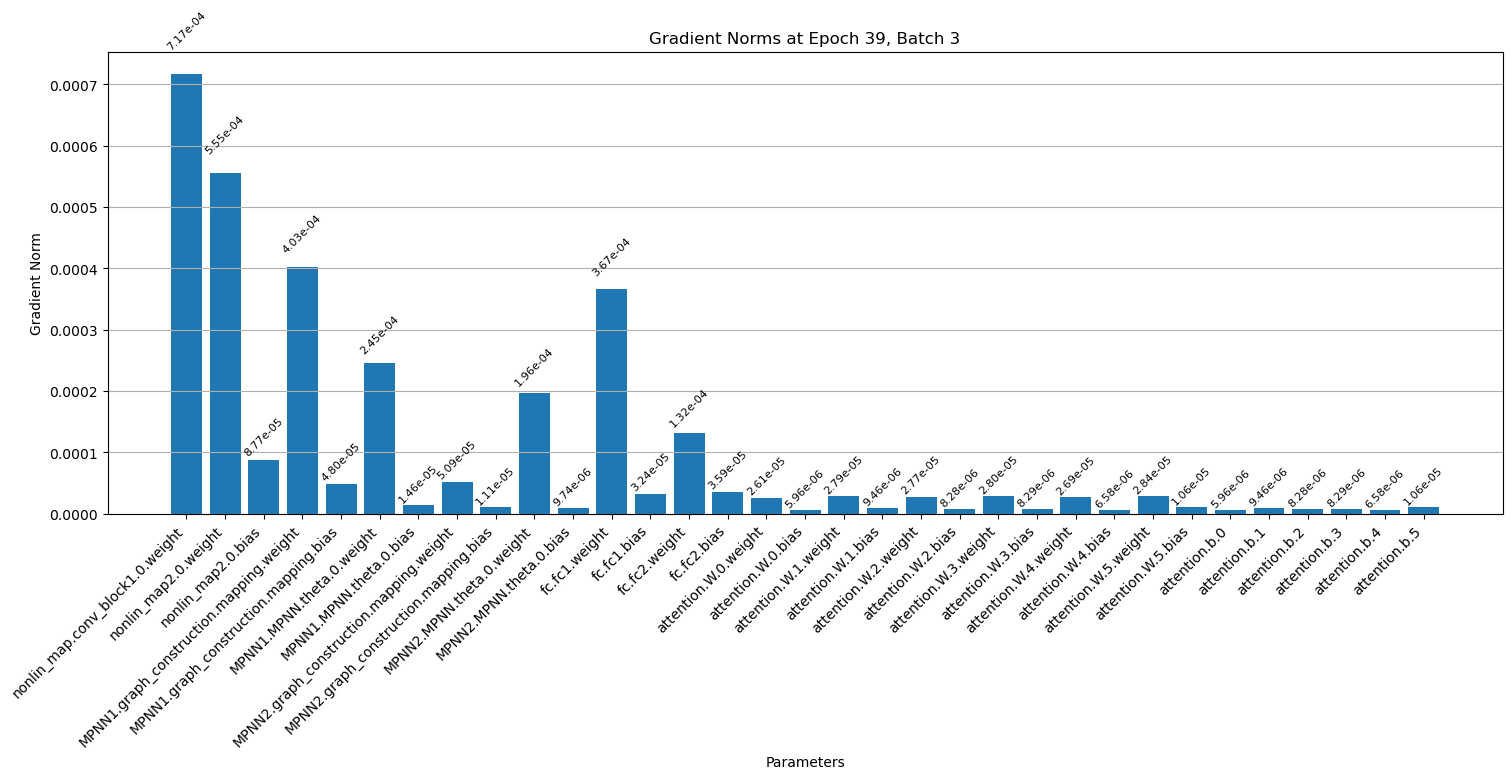 Gradient Norms at Epoch 39, Batch 3
Gradient Norm
0.0007
0.0006
0.0005
0.0004
0.0003
0.0002
0.0001
0.0000
7.17e-04
5.55e-04
8.77e-05
4.03e-04
4.80e-05
2.45e-04
1.46e-05
5.09e-05
1.11e-05
1.96e-04
9.74e-06
3.67e-04
3.24e-05
1.32e-04
3.59e-05
2.61e-05
5.96e-06
2.79e-05
9.46e-06
2.77e-05
8.28e-06
2.80e-05
8.29e-06
2.69e-05
6.58e-06
2.84e-05
1.06e-05
5.96e-06
9.46e-06
8.28e-06
8.29e-06
6.58e-06
1.06e-05
nonlin_map.conv_block1.0.weight
nonlin_map2.0.weight
nonlin_map2.0.bias
MPNN1.graph_construction.mapping.weight
MPNN1.graph_construction.mapping.bias
MPNN1.MPNN.theta.0.weight
MPNN1.MPNN.theta.0.bias
MPNN2.graph_construction.mapping.weight
MPNN2.graph_construction.mapping.bias
MPNN2.MPNN.theta.0.weight
MPNN2.MPNN.theta.0.bias
fc.fc1.weight
fc.fc1.bias
fc.fc2.weight
fc.fc2.bias
attention.W.0.weight
attention.W.0.bias
attention.W.1.weight
attention.W.1.bias
attention.W.2.weight
attention.W.2.bias
attention.W.3.weight
attention.W.3.bias
attention.W.4.weight
attention.W.4.bias
attention.W.5.weight
attention.W.5.bias
attention.b.0
attention.b.1
attention.b.2
attention.b.3
attention.b.4
attention.b.5
Parameters